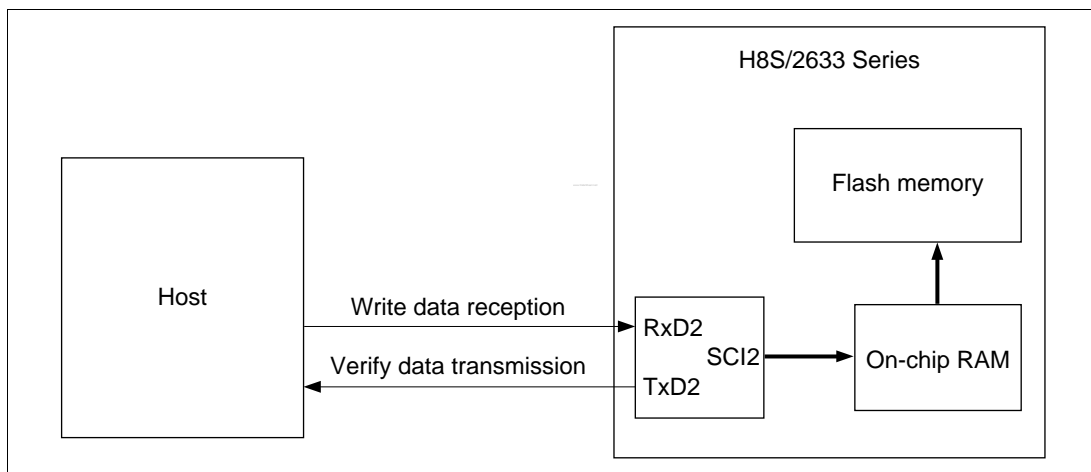 H8S/2633 Series
Flash memory
Host
Write data reception
RxD2
SCI2
On-chip RAM
Verify data transmission
TxD2